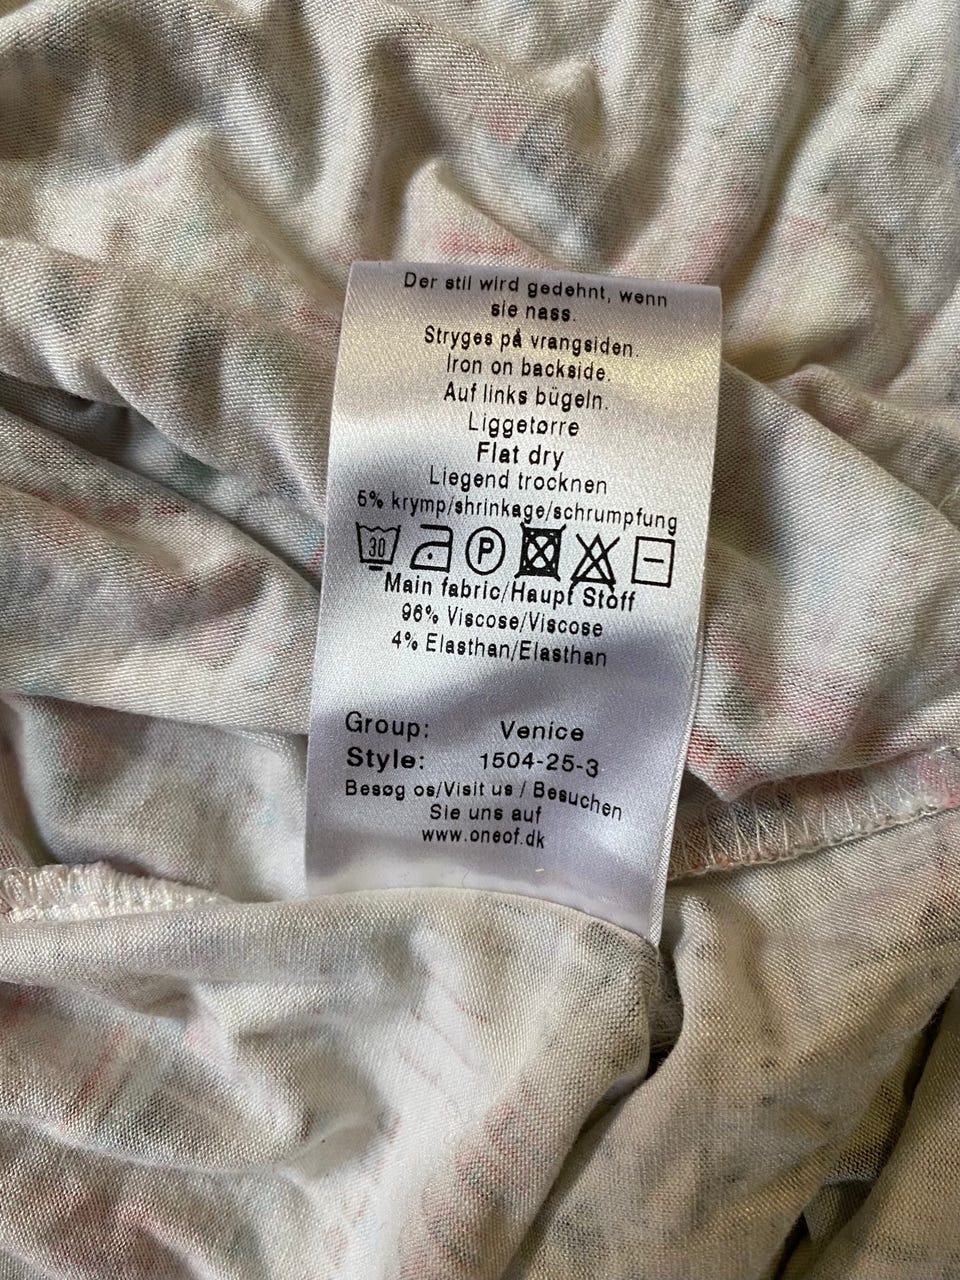 Der stil wird gedehnt, wenn
sie nass.
Stryges på vrangsiden.
Iron on backside.
Auf links bügeln.
Liggetørre
Flat dry
Liegend trocknen
5% krymp/shrinkage/schrumpfung
30 P
Main fabric/Haupt Stoff
96% Viscose/Viscose
4% Elasthan/Elasthan
Group: Venice
Style: 1504-25-3
Besøg os/Visit us / Besuchen
Sie uns auf
www.oneof.dk